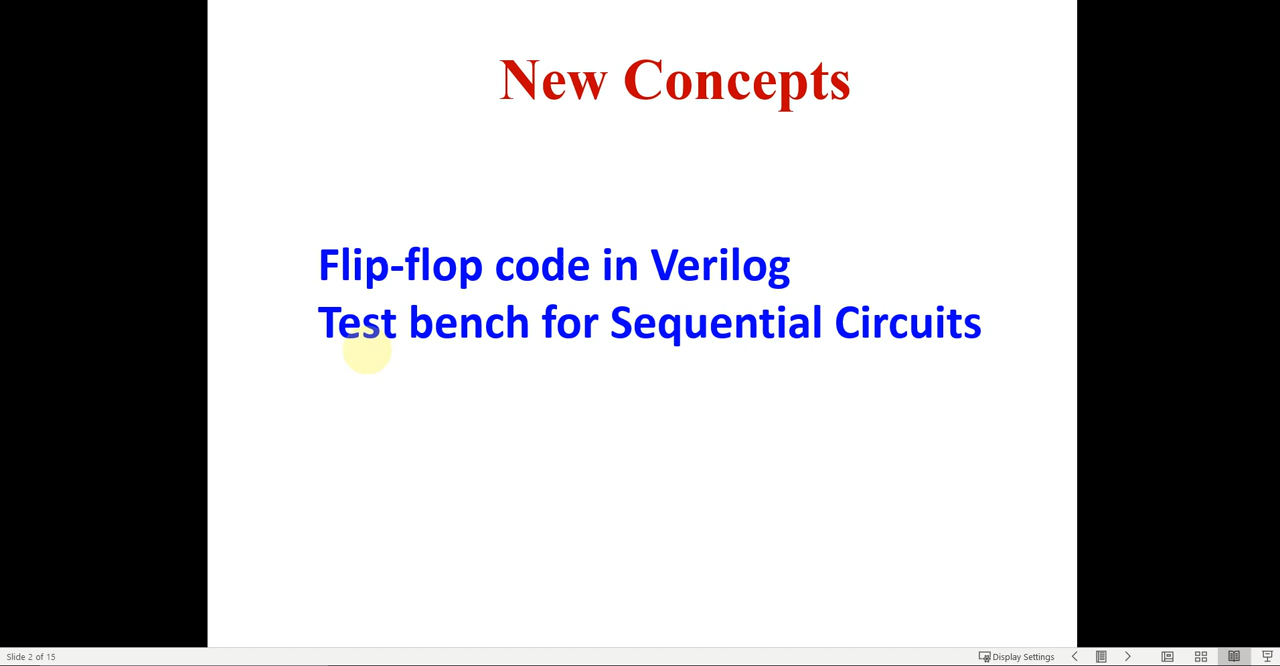 New Concepts
Flip-flop code in Verilog
Test bench for Sequential Circuits
Slide 2 of 15
Display Settings